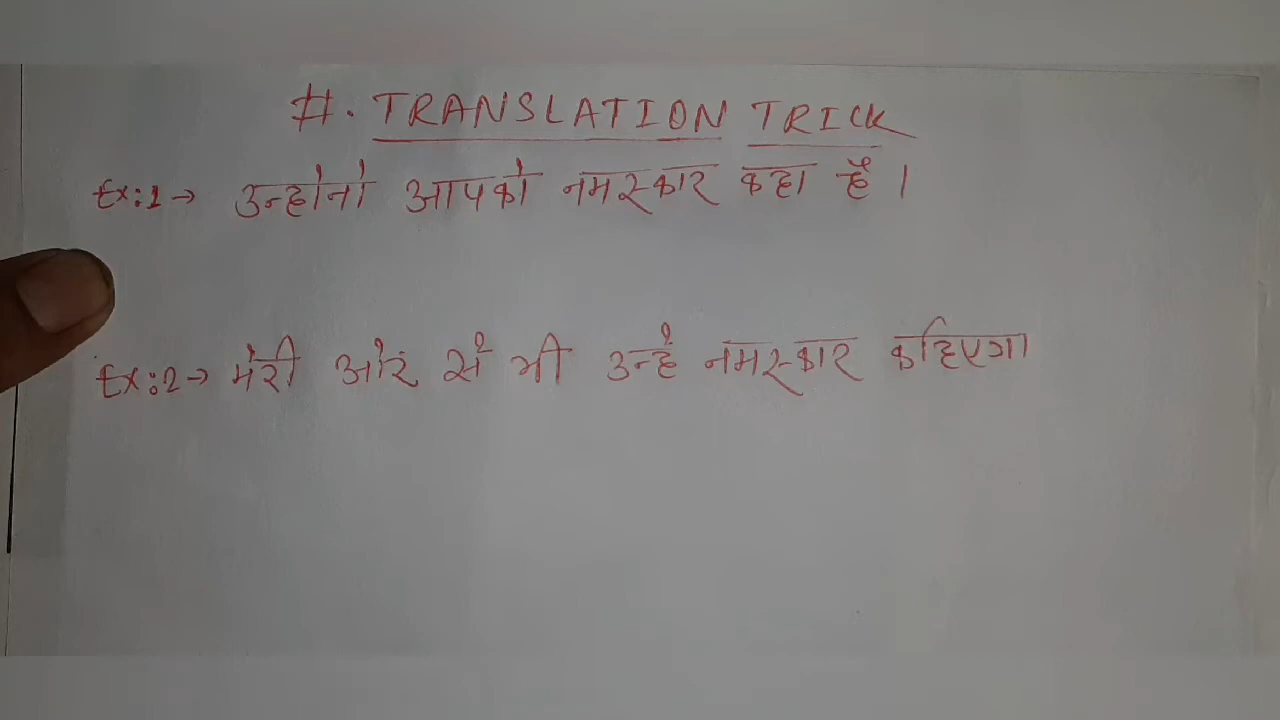 #. TRANSLATION TRICK
Ex:1→ उन्होनो आपको नमस्कार कहा है।
Ex:2→ मेरी ओर से भी उन्हें नमस्कार कहिएगा